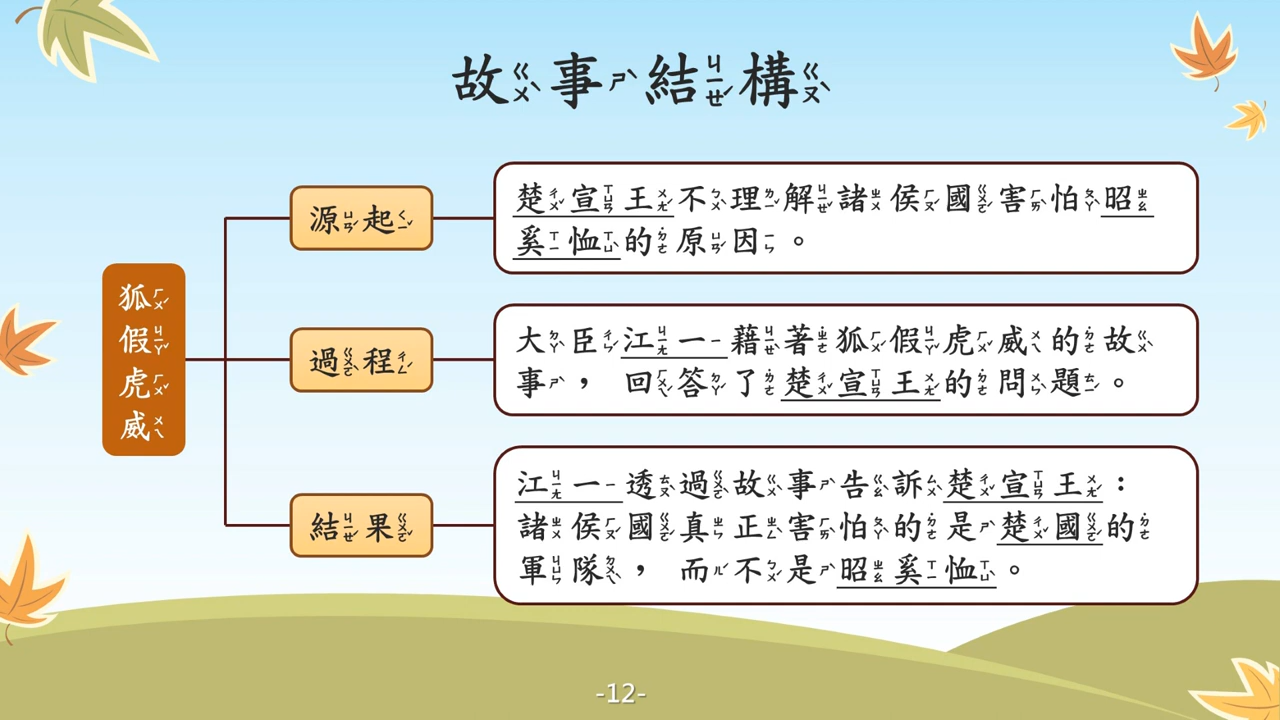 故事結構
狐假虎威
源起
楚宣王不理解諸侯國害怕昭
奚恤的原因。
過程
大臣江一藉著狐假虎威的故
事，回答了楚宣王的問題。
結果
江一透過故事告訴楚宣王：
諸侯國真正害怕的是楚國的
軍隊，而不是昭奚恤。
-12-